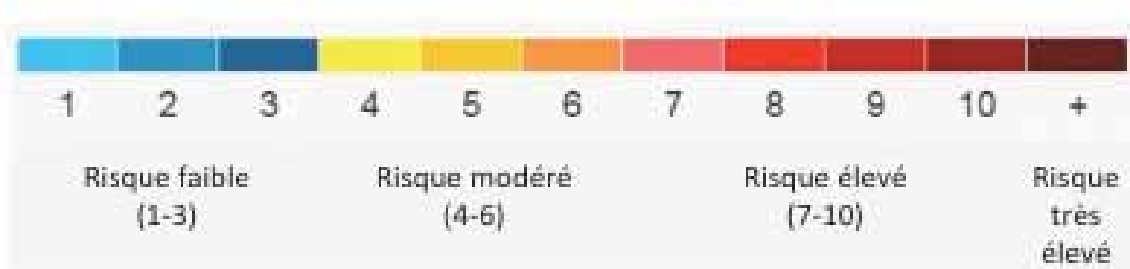 1 2 3 4 5 6 7 8 9 10 +
Risque faible
(1-3)
Risque modéré
(4-6)
Risque élevé
(7-10)
Risque
très
élevé